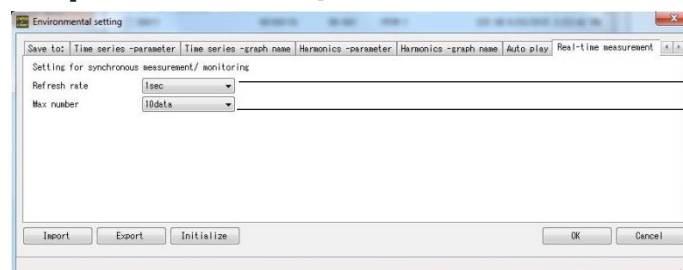 Environmental setting
Save to: Time series -parameter Time series -graph name Harmonics -parameter Harmonics -graph name Auto play Real-time measurement
Setting for synchronous measurement/ monitoring
Refresh rate 1sec
Max number 10data
Import Export Initialize OK Cancel